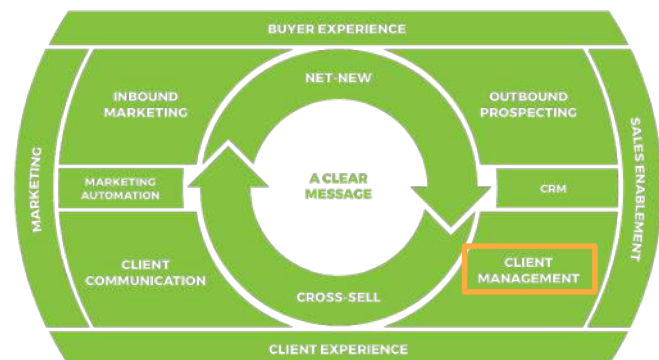 BUYER EXPERIENCE
NET-NEW
INBOUND
MARKETING
OUTBOUND
PROSPECTING
MARKETING
SALES ENABLEMENT
MARKETING
AUTOMATION
A CLEAR
MESSAGE
CRM
CLIENT
COMMUNICATION
CLIENT
MANAGEMENT
CROSS-SELL
CLIENT EXPERIENCE